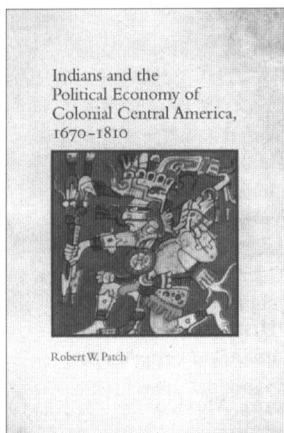 Indians and the
Political Economy of
Colonial Central America,
1670–1810
Robert W. Patch